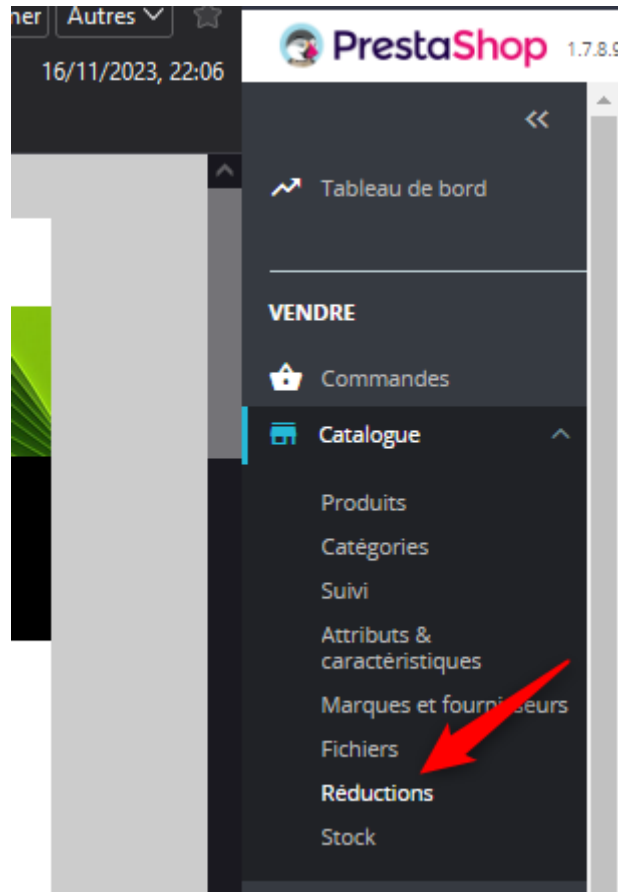 ner Autres
16/11/2023, 22:06
PrestaShop 1.7.8.9
Tableau de bord
VENDRE
Commandes
Catalogue
Produits
Catégories
Suivi
Attributs &
caractéristiques
Marques et fournisseurs
Fichiers
Réductions
Stock